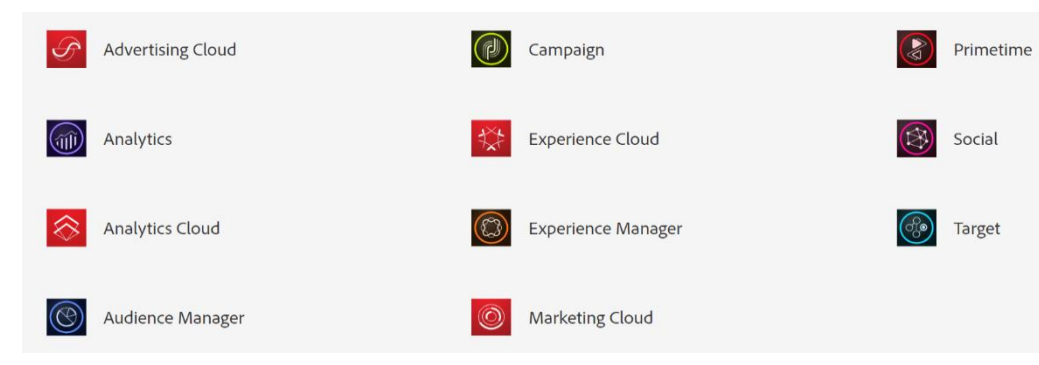 Advertising Cloud
Campaign
Primetime
Analytics
Experience Cloud
Social
Analytics Cloud
Experience Manager
Target
Audience Manager
Marketing Cloud